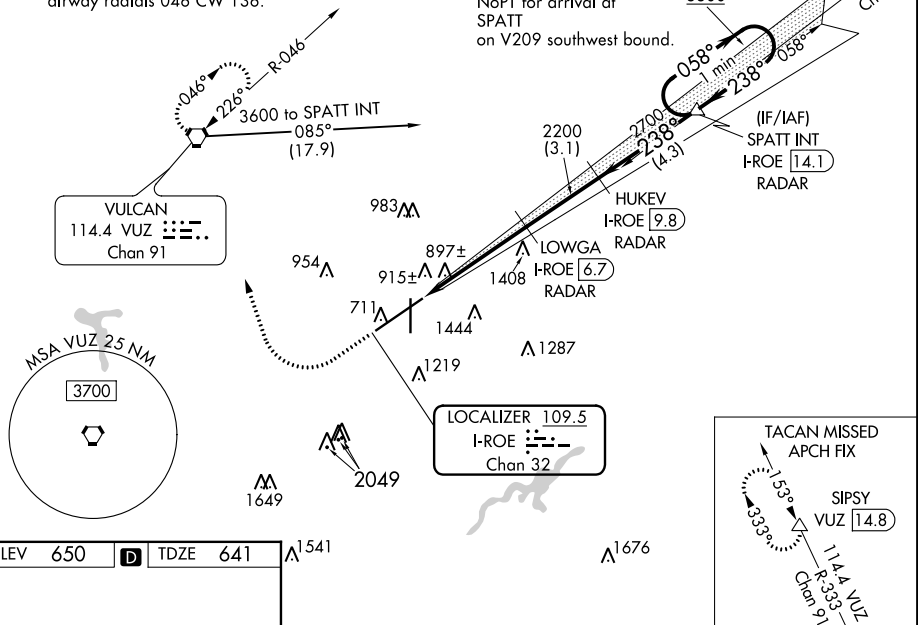 airway radials 046 CW 136.
NoPT for arrival at
SPATT
on V209 southwest bound.
R-046
046°
226°
3600 to SPATT INT
085°
(17.9)
058°
1 min
238°
058°
2700
238°
(4.3)
(IF/IAF)
SPATT INT
I-ROE 14.1
RADAR
2200
(3.1)
HUKEV
I-ROE 9.8
RADAR
LOWGA
I-ROE 6.7
RADAR
VULCAN
114.4 VUZ
Chan 91
983
954
897±
915±
1408
711
1444
1287
1219
MSA VUZ 25 NM
3700
LOCALIZER 109.5
I-ROE
Chan 32
2049
1649
1541
1676
TACAN MISSED
APCH FIX
153°
333°
SIPSY
VUZ 14.8
114.4 VUZ
R-333
Chan 91
LEV 650 D TDZE 641